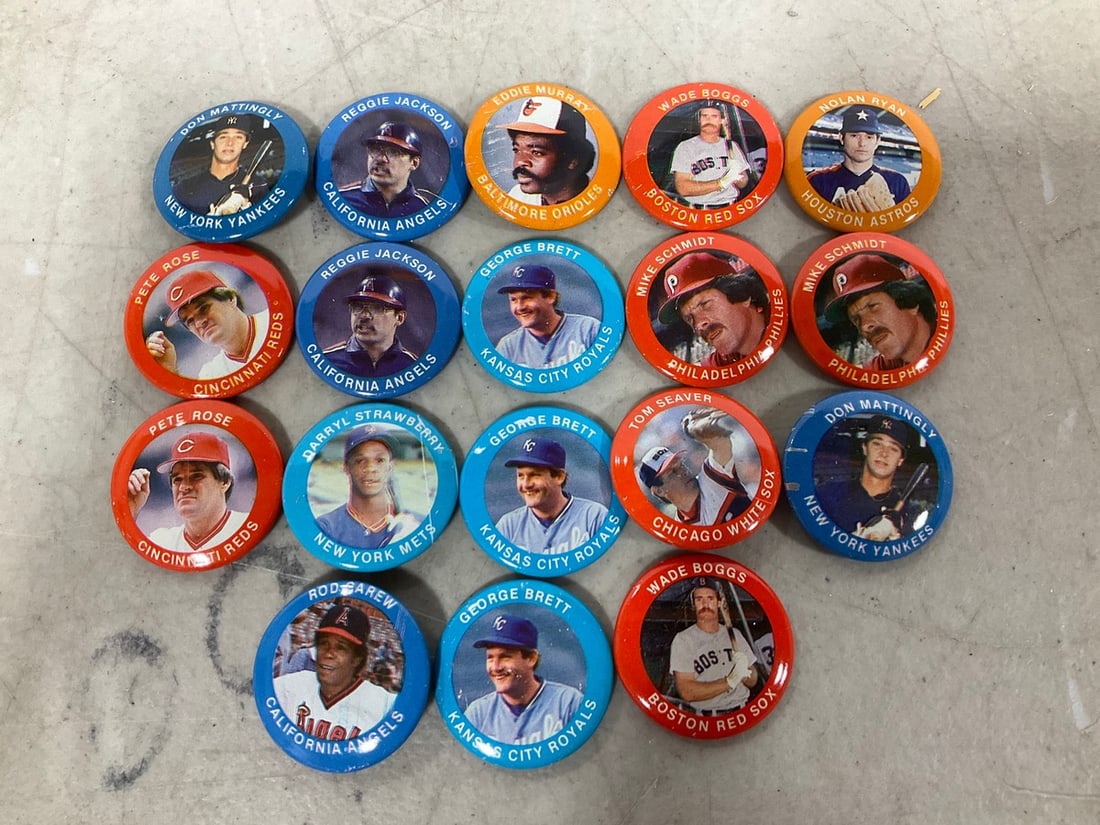 DON MATTINGLY
NEW YORK YANKEES
REGGIE JACKSON
CALIFORNIA ANGELS
EDDIE MURRAY
BALTIMORE ORIOLES
WADE BOGGS
BOSTON RED SOX
NOLAN RYAN
HOUSTON ASTROS
PETE ROSE
CINCINNATI REDS
REGGIE JACKSON
CALIFORNIA ANGELS
GEORGE BRETT
KANSAS CITY ROYALS
MIKE SCHMIDT
PHILADELPHIA PHILLIES
MIKE SCHMIDT
PHILADELPHIA PHILLIES
PETE ROSE
CINCINNATI REDS
DARRYL STRAWBERRY
NEW YORK METS
GEORGE BRETT
KANSAS CITY ROYALS
TOM SEAVER
CHICAGO WHITE SOX
DON MATTINGLY
NEW YORK YANKEES
ROD CAREW
CALIFORNIA ANGELS
GEORGE BRETT
KANSAS CITY ROYALS
WADE BOGGS
BOSTON RED SOX